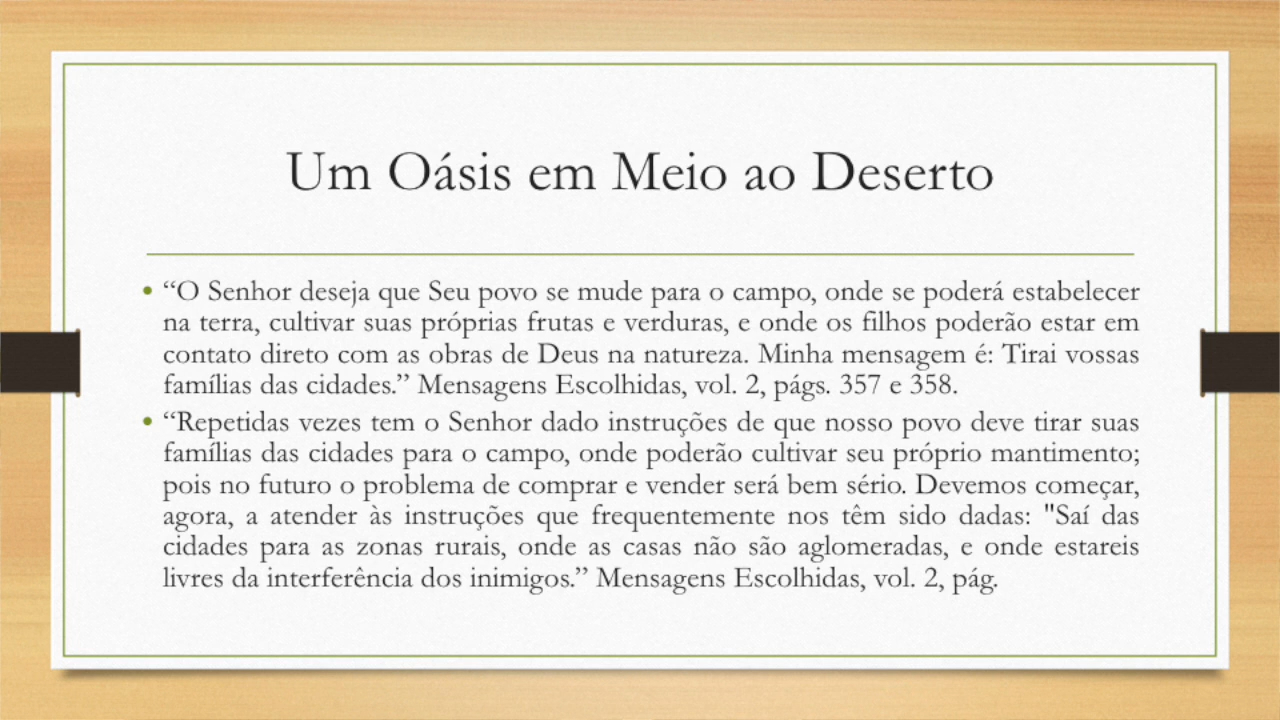 Um Oásis em Meio ao Deserto
• “O Senhor deseja que Seu povo se mude para o campo, onde se poderá estabelecer
na terra, cultivar suas próprias frutas e verduras, e onde os filhos poderão estar em
contato direto com as obras de Deus na natureza. Minha mensagem é: Tirai vossas
famílias das cidades.” Mensagens Escolhidas, vol. 2, págs. 357 e 358.
• “Repetidas vezes tem o Senhor dado instruções de que nosso povo deve tirar suas
famílias das cidades para o campo, onde poderão cultivar seu próprio mantimento;
pois no futuro o problema de comprar e vender será bem sério. Devemos começar,
agora, a atender às instruções que frequentemente nos têm sido dadas: "Saí das
cidades para as zonas rurais, onde as casas não são aglomeradas, e onde estareis
livres da interferência dos inimigos.” Mensagens Escolhidas, vol. 2, pág.